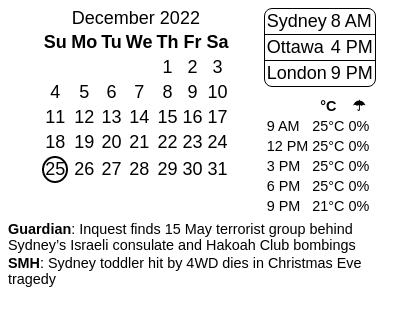 December 2022
Su Mo Tu We Th Fr Sa
1 2 3
4 5 6 7 8 9 10
11 12 13 14 15 16 17
18 19 20 21 22 23 24
25 26 27 28 29 30 31
Sydney 8 AM
Ottawa 4 PM
London 9 PM
°C ☂
9 AM 25°C 0%
12 PM 25°C 0%
3 PM 25°C 0%
6 PM 25°C 0%
9 PM 21°C 0%
Guardian: Inquest finds 15 May terrorist group behind
Sydney’s Israeli consulate and Hakoah Club bombings
SMH: Sydney toddler hit by 4WD dies in Christmas Eve
tragedy